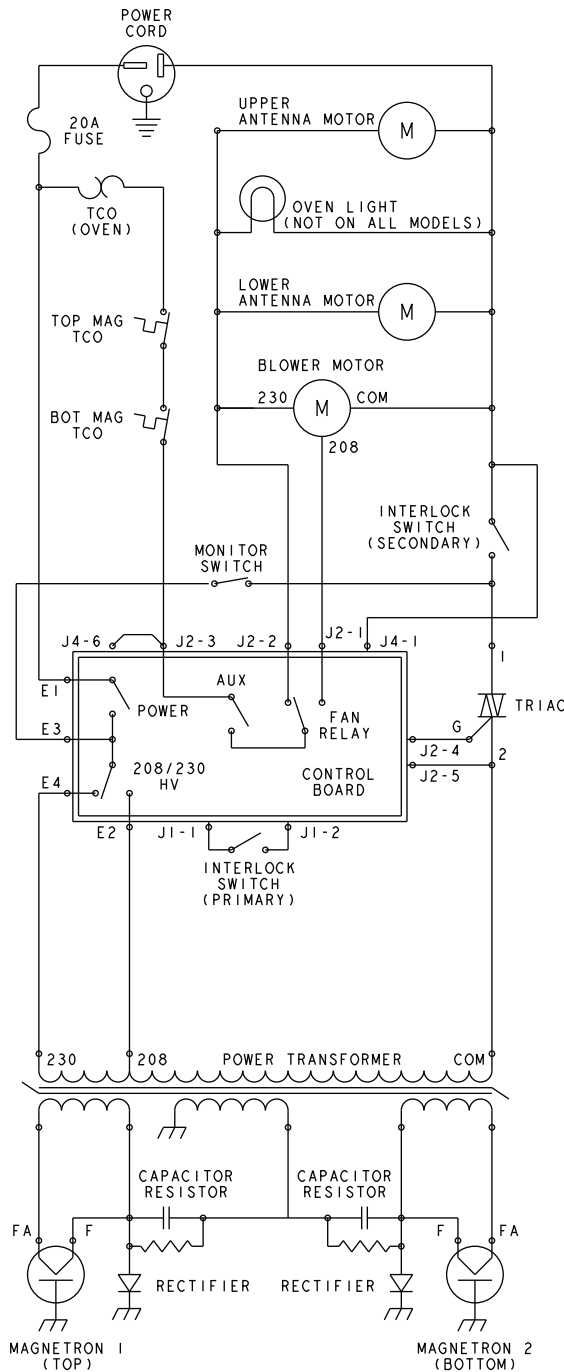 POWER
CORD
20A
FUSE
UPPER
ANTENNA MOTOR
M
TCO
(OVEN)
OVEN LIGHT
(NOT ON ALL MODELS)
LOWER
ANTENNA MOTOR
M
TOP MAG
TCO
BLOWER MOTOR
230
M
COM
208
BOT MAG
TCO
INTERLOCK
SWITCH
(SECONDARY)
MONITOR
SWITCH
J4-6
J2-3
J2-2
J2-1
J4-1
1
E1
POWER
AUX
FAN
RELAY
TRIAC
G
E3
J2-4
2
208/230
HV
CONTROL
BOARD
J2-5
E4
E2
J1-1
J1-2
INTERLOCK
SWITCH
(PRIMARY)
230
208
POWER TRANSFORMER
COM
CAPACITOR
RESISTOR
CAPACITOR
RESISTOR
FA
F
F
FA
RECTIFIER
RECTIFIER
MAGNETRON 1
(TOP)
MAGNETRON 2
(BOTTOM)